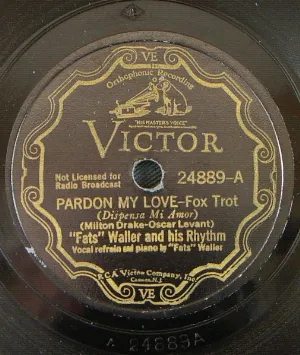 VE
Orthophonic Recording
"HIS MASTER'S VOICE"
VICTOR
Not Licensed for
Radio Broadcast
24889-A
PARDON MY LOVE-Fox Trot
(Dispensa Mi Amor)
(Milton Drake-Oscar Levant)
"Fats" Waller and his Rhythm
Vocal refrain and piano by "Fats" Waller
RCA Victor Company, Inc.
Camden, N.J.
VE
A 24889A